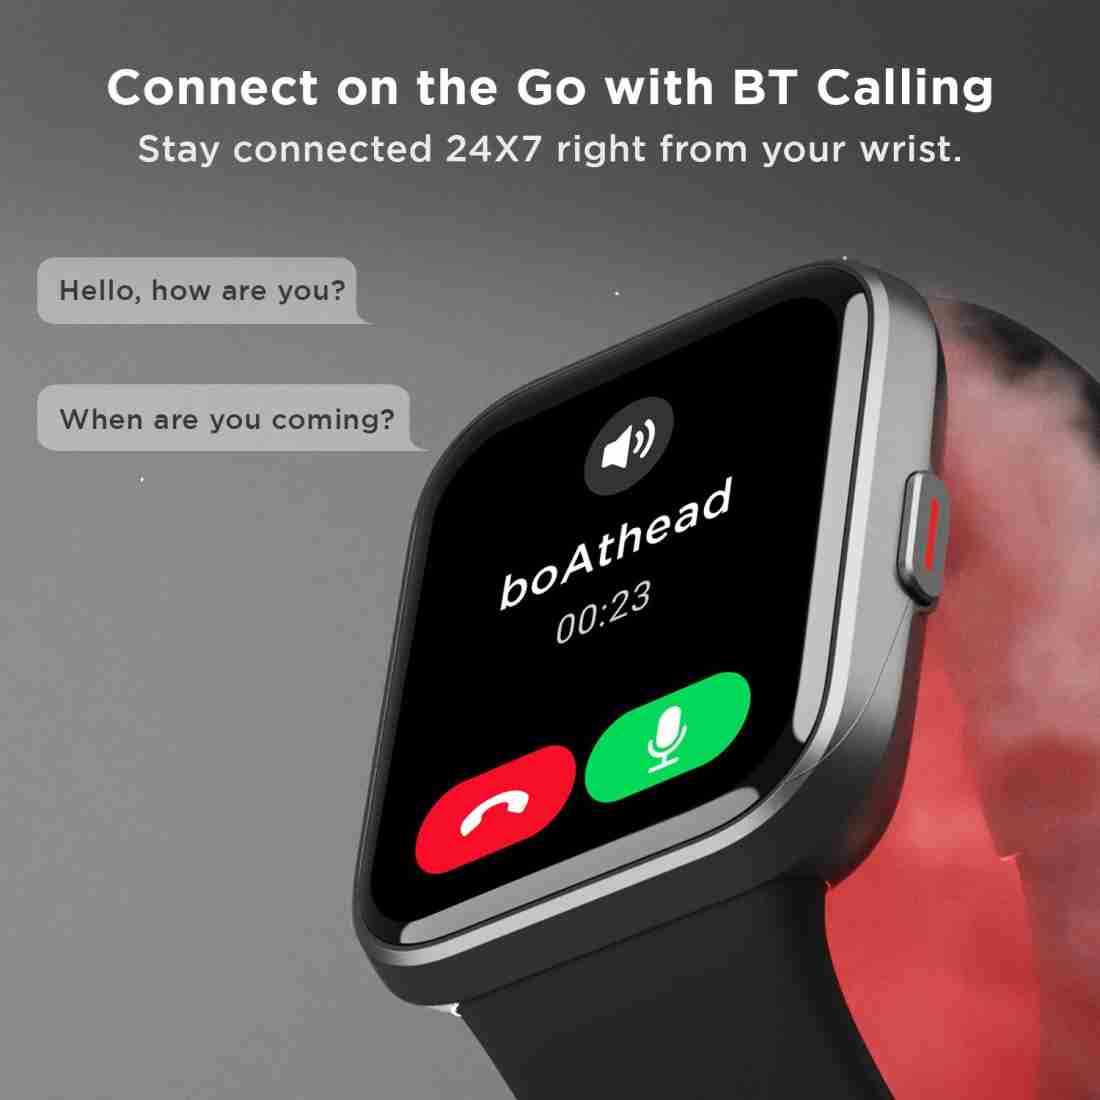 Connect on the Go with BT Calling
Stay connected 24X7 right from your wrist.
Hello, how are you?
When are you coming?
boAthead
00:23